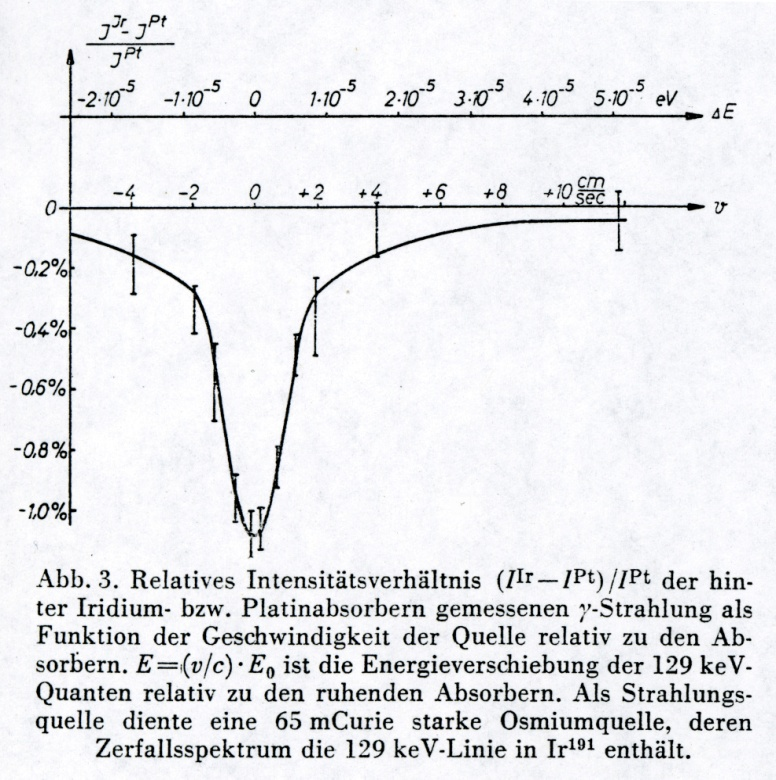 J^Ir - J^Pt
J^Pt
-2·10^-5 -1·10^-5 0 1·10^-5 2·10^-5 3·10^-5 4·10^-5 5·10^-5 eV
ΔE
-4 -2 0 +2 +4 +6 +8 +10 cm/sec
v
0
-0,2%
-0,4%
-0,6%
-0,8%
-1,0%
Abb. 3. Relatives Intensitätsverhältnis (I^Ir — I^Pt)/I^Pt der hin-
ter Iridium- bzw. Platinabsorbern gemessenen γ-Strahlung als
Funktion der Geschwindigkeit der Quelle relativ zu den Ab-
sorbern. E = (v/c) · E₀ ist die Energieverschiebung der 129 keV-
Quanten relativ zu den ruhenden Absorbern. Als Strahlungs-
quelle diente eine 65 mCurie starke Osmiumquelle, deren
Zerfallsspektrum die 129 keV-Linie in Ir¹⁹¹ enthält.